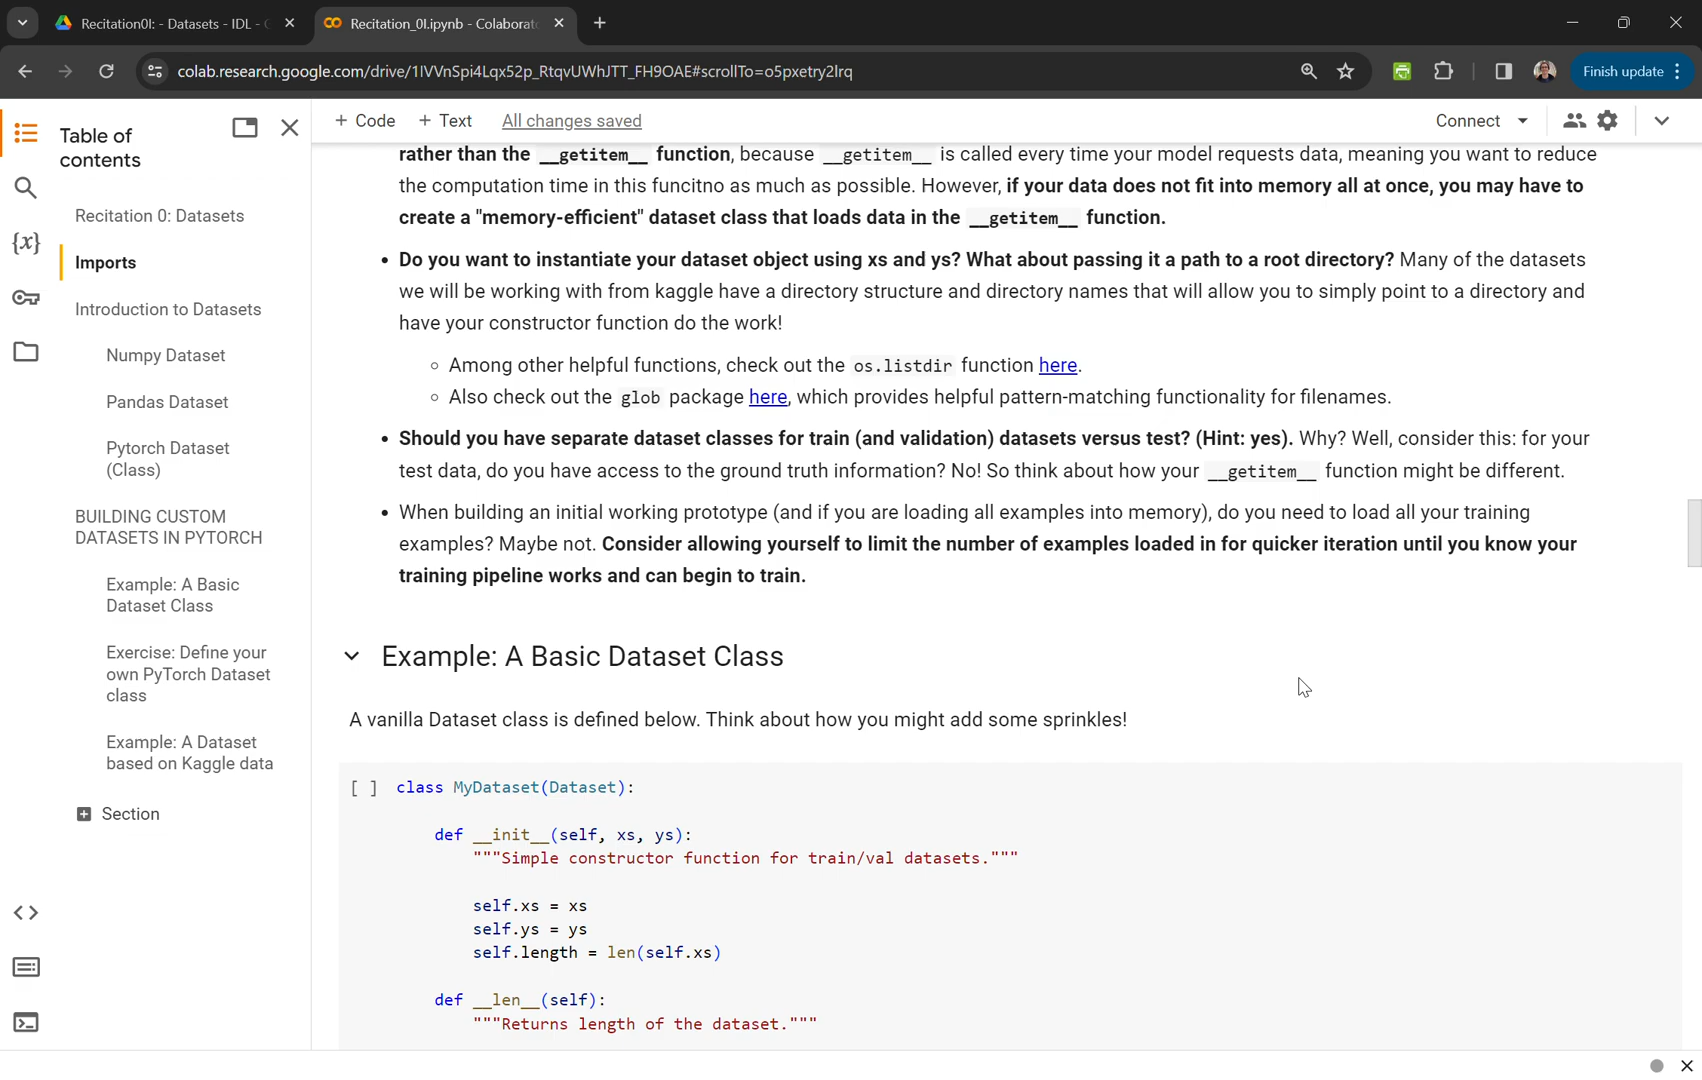 Recitation0I: - Datasets - IDL - C
Recitation_0I.ipynb - Colaborato
colab.research.google.com/drive/1IVVnSpi4Lqx52p_RtqvUWhJTT_FH9OAE#scrollTo=o5pxetry2lrq
Finish update
Table of
contents
Recitation 0: Datasets
Imports
Introduction to Datasets
Numpy Dataset
Pandas Dataset
Pytorch Dataset
(Class)
BUILDING CUSTOM
DATASETS IN PYTORCH
Example: A Basic
Dataset Class
Exercise: Define your
own PyTorch Dataset
class
Example: A Dataset
based on Kaggle data
Section
+ Code + Text All changes saved
Connect
rather than the __getitem__ function, because __getitem__ is called every time your model requests data, meaning you want to reduce
the computation time in this funcitno as much as possible. However, if your data does not fit into memory all at once, you may have to
create a "memory-efficient" dataset class that loads data in the __getitem__ function.
• Do you want to instantiate your dataset object using xs and ys? What about passing it a path to a root directory? Many of the datasets
we will be working with from kaggle have a directory structure and directory names that will allow you to simply point to a directory and
have your constructor function do the work!
◦ Among other helpful functions, check out the os.listdir function here.
◦ Also check out the glob package here, which provides helpful pattern-matching functionality for filenames.
• Should you have separate dataset classes for train (and validation) datasets versus test? (Hint: yes). Why? Well, consider this: for your
test data, do you have access to the ground truth information? No! So think about how your __getitem__ function might be different.
• When building an initial working prototype (and if you are loading all examples into memory), do you need to load all your training
examples? Maybe not. Consider allowing yourself to limit the number of examples loaded in for quicker iteration until you know your
training pipeline works and can begin to train.
Example: A Basic Dataset Class
A vanilla Dataset class is defined below. Think about how you might add some sprinkles!
[ ] class MyDataset(Dataset):
def __init__(self, xs, ys):
"""Simple constructor function for train/val datasets."""
self.xs = xs
self.ys = ys
self.length = len(self.xs)
def __len__(self):
"""Returns length of the dataset."""